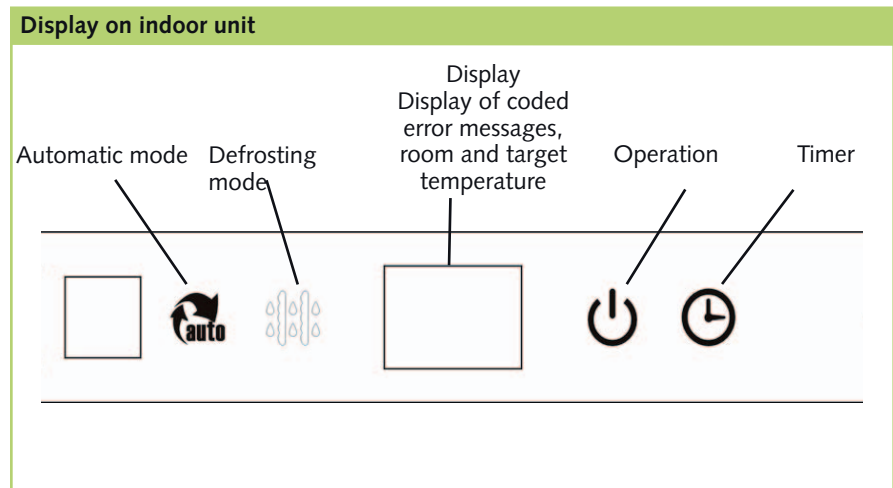 Display on indoor unit
Display
Display of coded
error messages,
room and target
temperature
Automatic mode
Defrosting
mode
Operation
Timer
auto